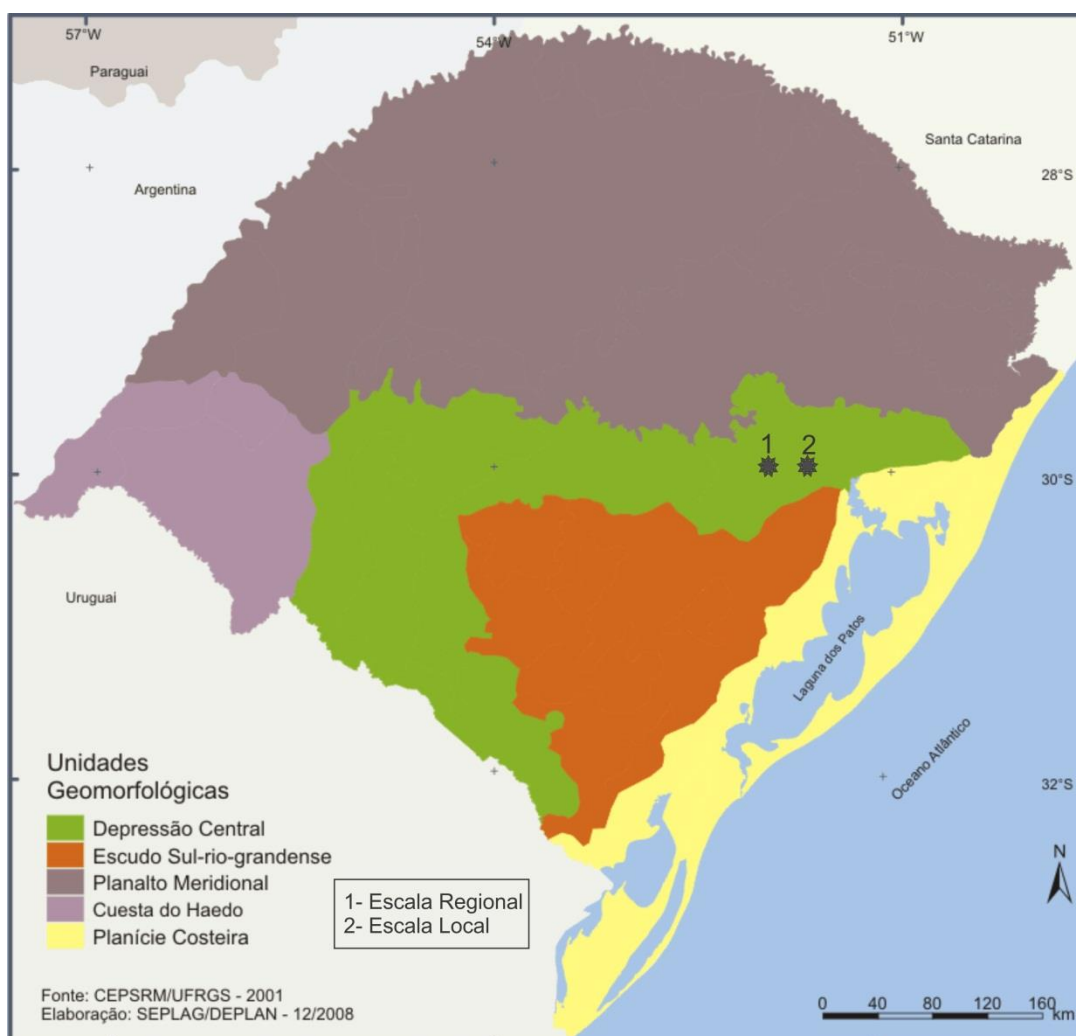 57°W
54°W
51°W
Paraguai
Santa Catarina
28°S
Argentina
1 2
30°S
Uruguai
Laguna dos Patos
Oceano Atlântico
32°S
Unidades
Geomorfológicas
Depressão Central
Escudo Sul-rio-grandense
Planalto Meridional
Cuesta do Haedo
Planície Costeira
1- Escala Regional
2- Escala Local
N
Fonte: CEPSRM/UFRGS - 2001
Elaboração: SEPLAG/DEPLAN - 12/2008
0 40 80 120 160
km